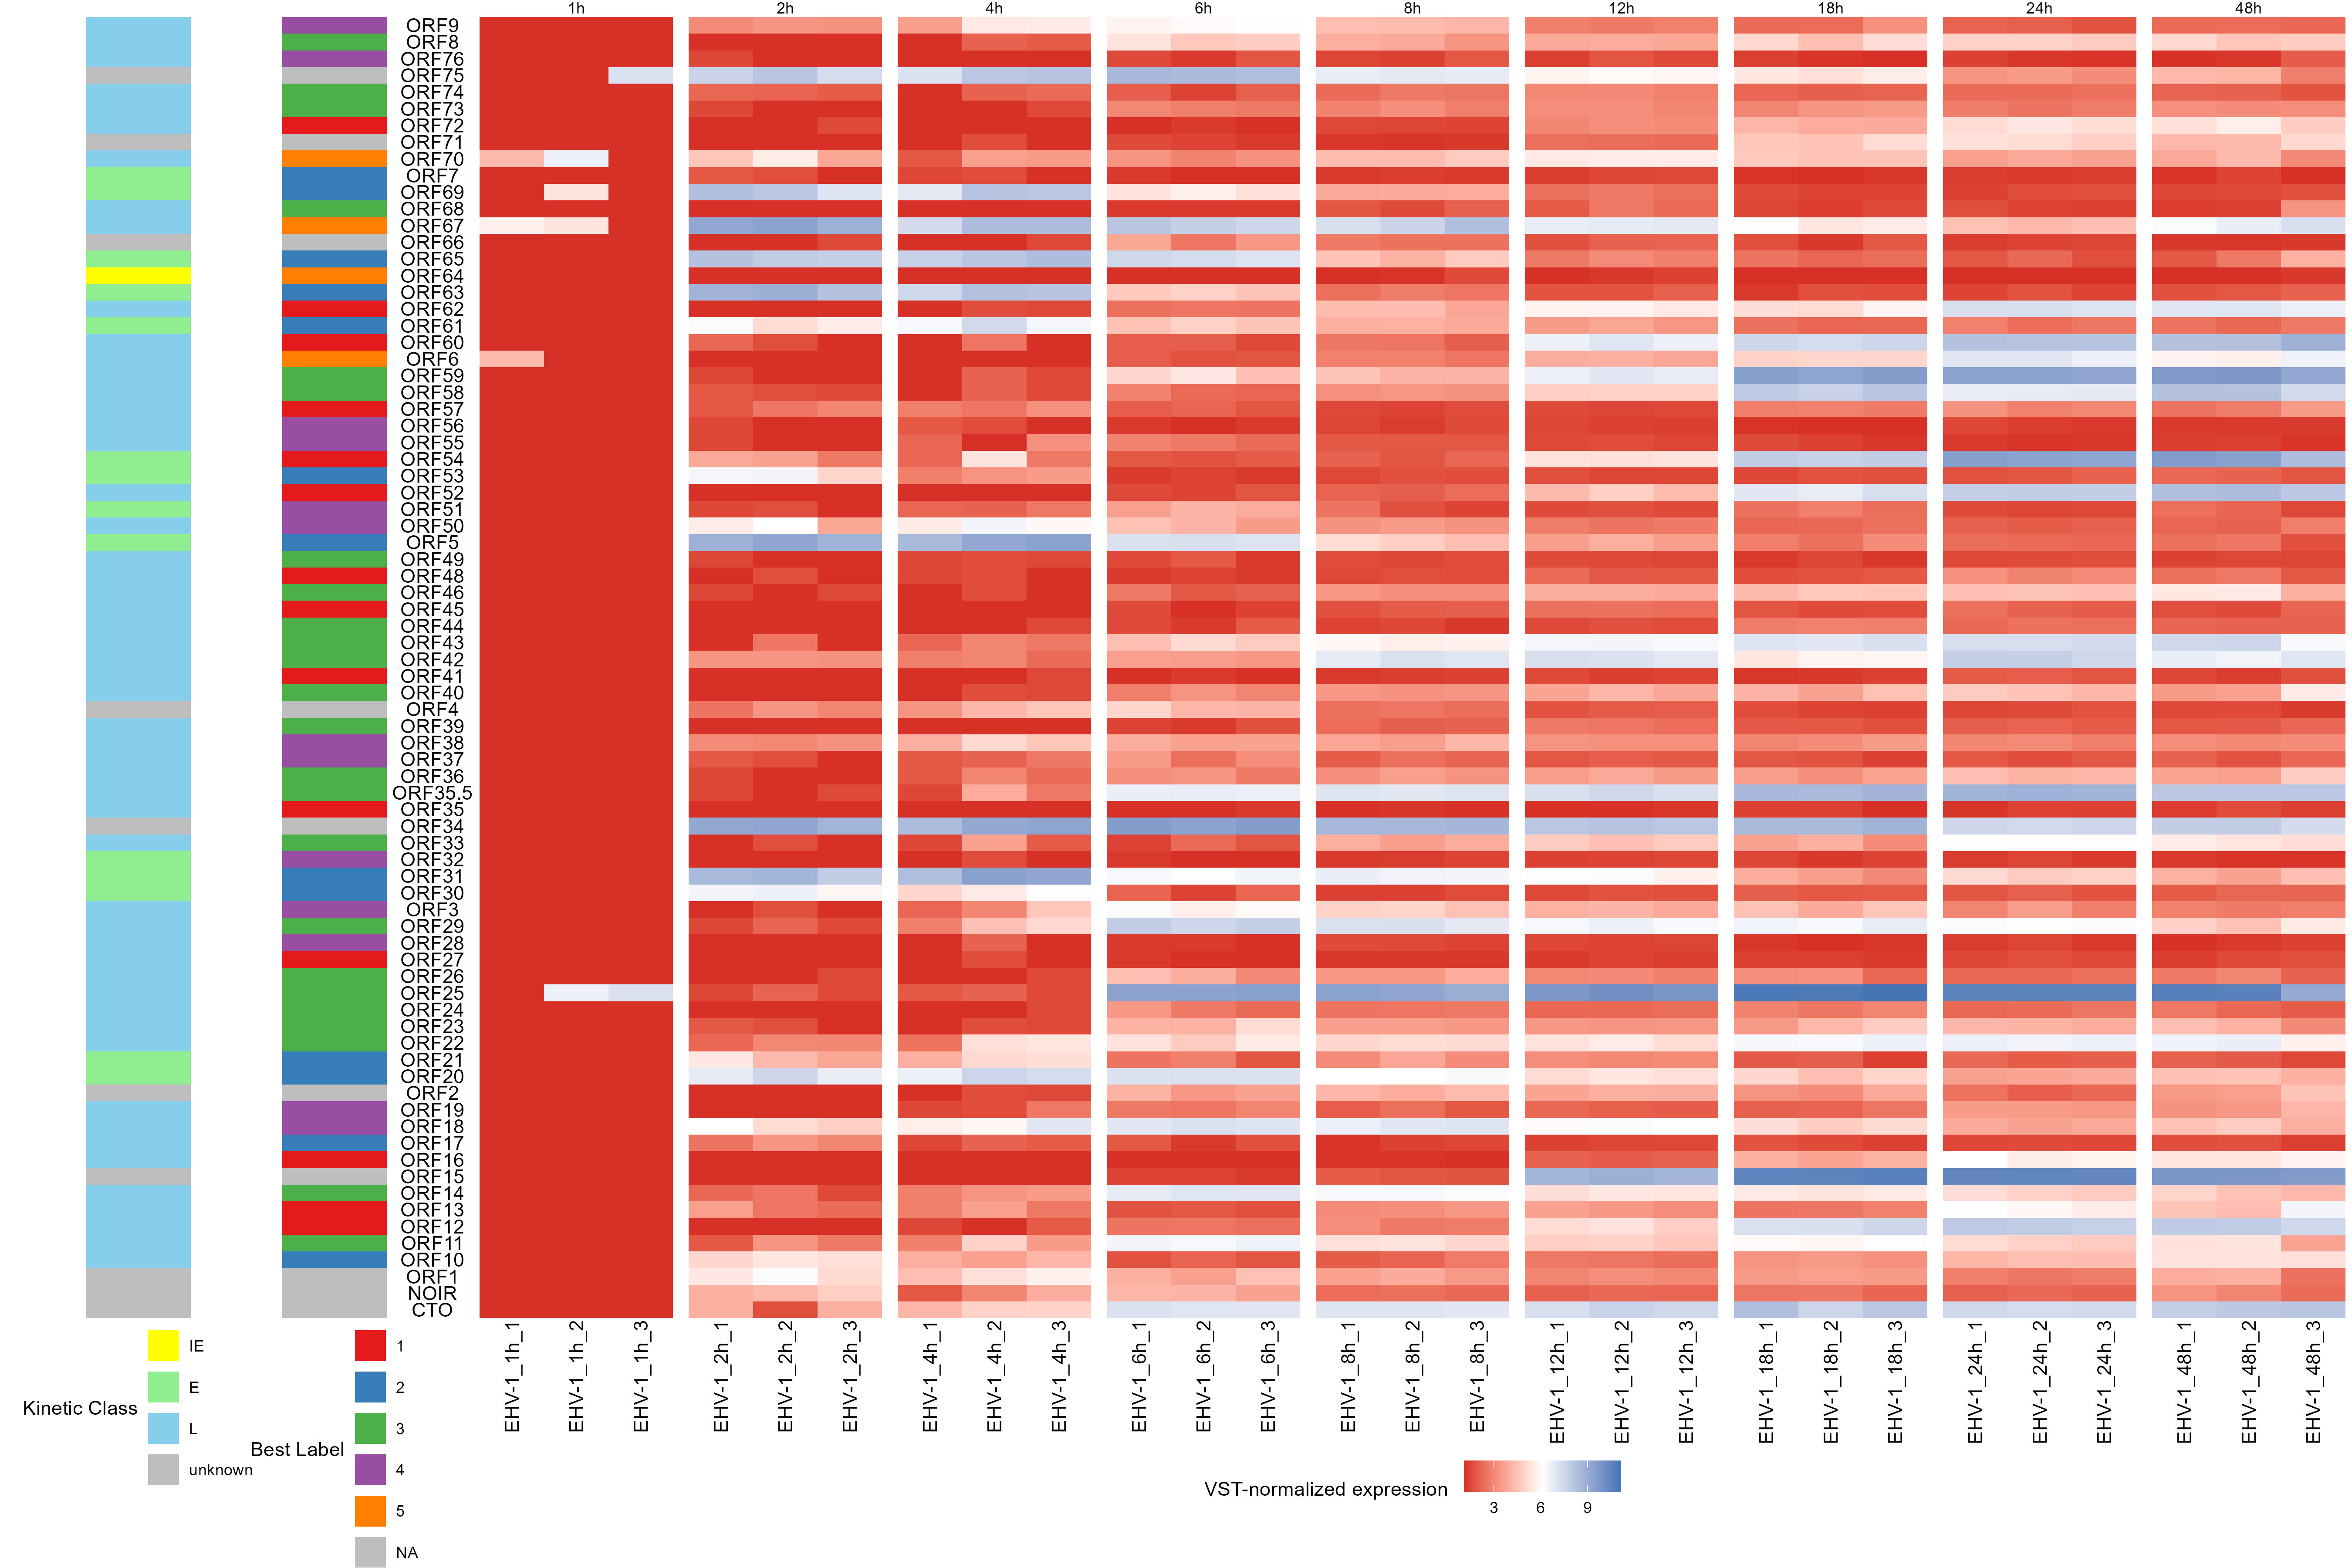 1h 2h 4h 6h 8h 12h 18h 24h 48h
ORF9
ORF8
ORF76
ORF75
ORF74
ORF73
ORF72
ORF71
ORF70
ORF7
ORF69
ORF68
ORF67
ORF66
ORF65
ORF64
ORF63
ORF62
ORF61
ORF60
ORF6
ORF59
ORF58
ORF57
ORF56
ORF55
ORF54
ORF53
ORF52
ORF51
ORF50
ORF5
ORF49
ORF48
ORF46
ORF45
ORF44
ORF43
ORF42
ORF41
ORF40
ORF4
ORF39
ORF38
ORF37
ORF36
ORF35.5
ORF35
ORF34
ORF33
ORF32
ORF31
ORF30
ORF3
ORF29
ORF28
ORF27
ORF26
ORF25
ORF24
ORF23
ORF22
ORF21
ORF20
ORF2
ORF19
ORF18
ORF17
ORF16
ORF15
ORF14
ORF13
ORF12
ORF11
ORF10
ORF1
NOIR
CTO
EHV-1_1h_1
EHV-1_1h_2
EHV-1_1h_3
EHV-1_2h_1
EHV-1_2h_2
EHV-1_2h_3
EHV-1_4h_1
EHV-1_4h_2
EHV-1_4h_3
EHV-1_6h_1
EHV-1_6h_2
EHV-1_6h_3
EHV-1_8h_1
EHV-1_8h_2
EHV-1_8h_3
EHV-1_12h_1
EHV-1_12h_2
EHV-1_12h_3
EHV-1_18h_1
EHV-1_18h_2
EHV-1_18h_3
EHV-1_24h_1
EHV-1_24h_2
EHV-1_24h_3
EHV-1_48h_1
EHV-1_48h_2
EHV-1_48h_3
Kinetic Class
IE
E
L
unknown
Best Label
1
2
3
4
5
NA
VST-normalized expression
3 6 9